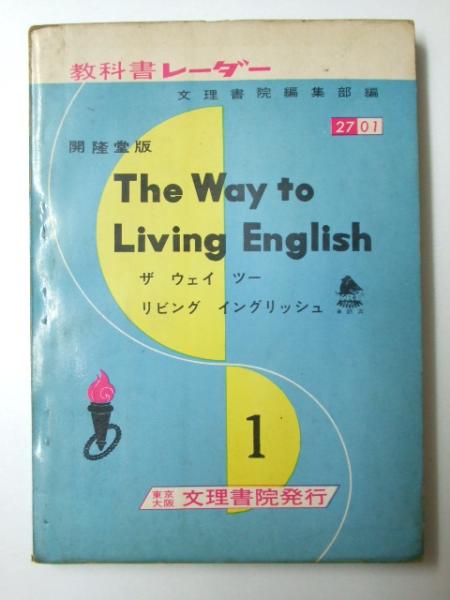 教科書レーダー
文理書院編集部編
27 01
開隆堂版
The Way to
Living English
ザ ウェイ ツー
リビング イングリッシュ
1
東京
大阪
文理書院発行